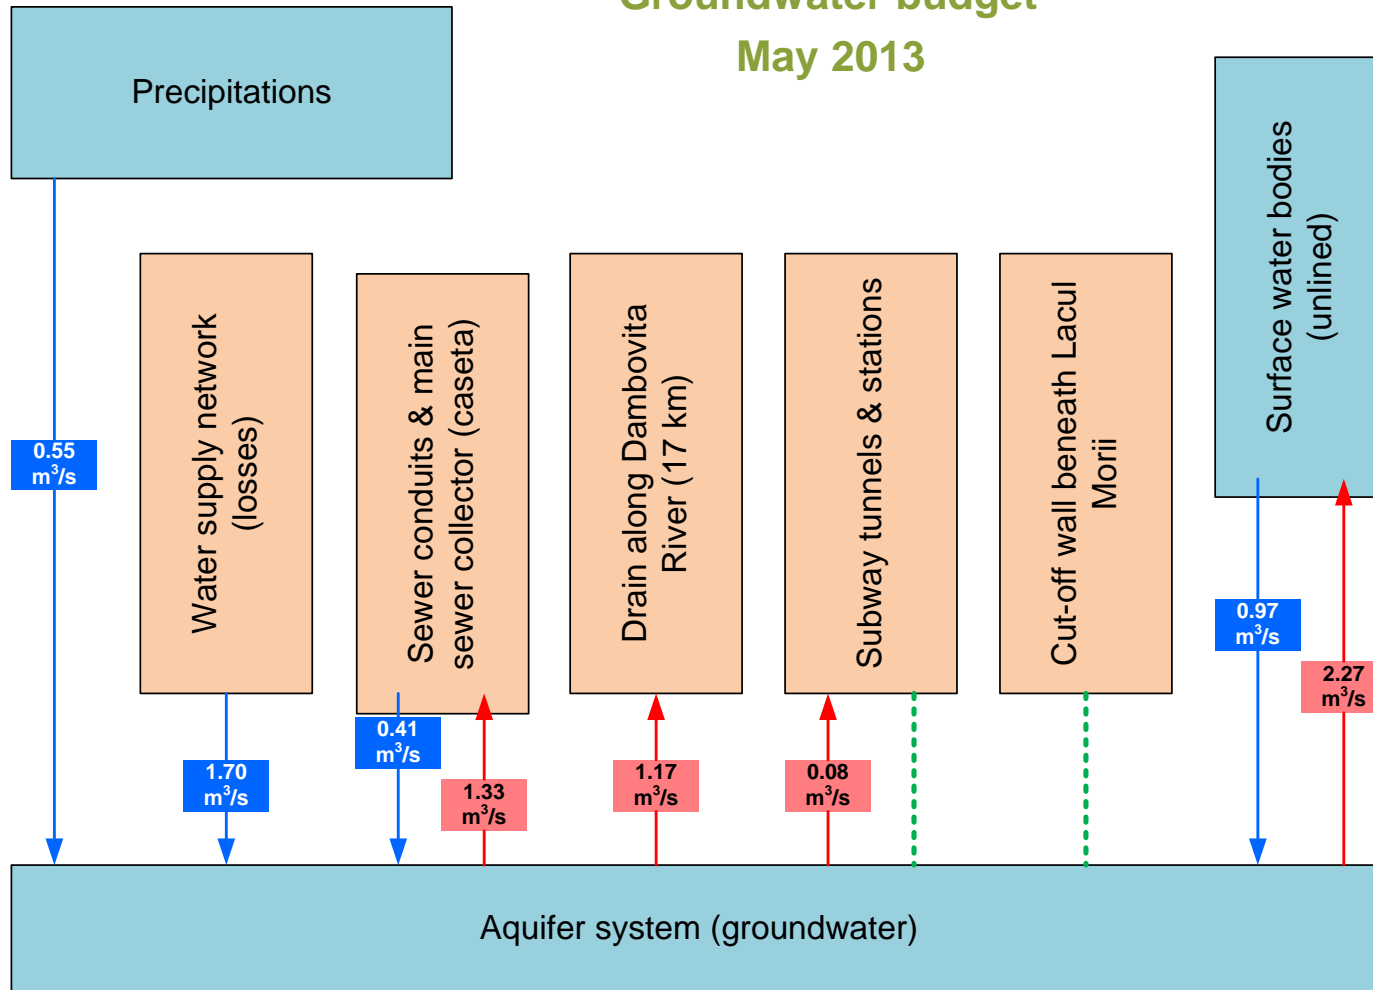 Groundwater budget
May 2013
Precipitations
Surface water bodies
(unlined)
Water supply network
(losses)
Sewer conduits & main
sewer collector (caseta)
Drain along Dambovita
River (17 km)
Subway tunnels & stations
Cut-off wall beneath Lacul
Morii
0.55
m³/s
0.97
m³/s
2.27
m³/s
0.41
m³/s
1.70
m³/s
1.33
m³/s
1.17
m³/s
0.08
m³/s
Aquifer system (groundwater)